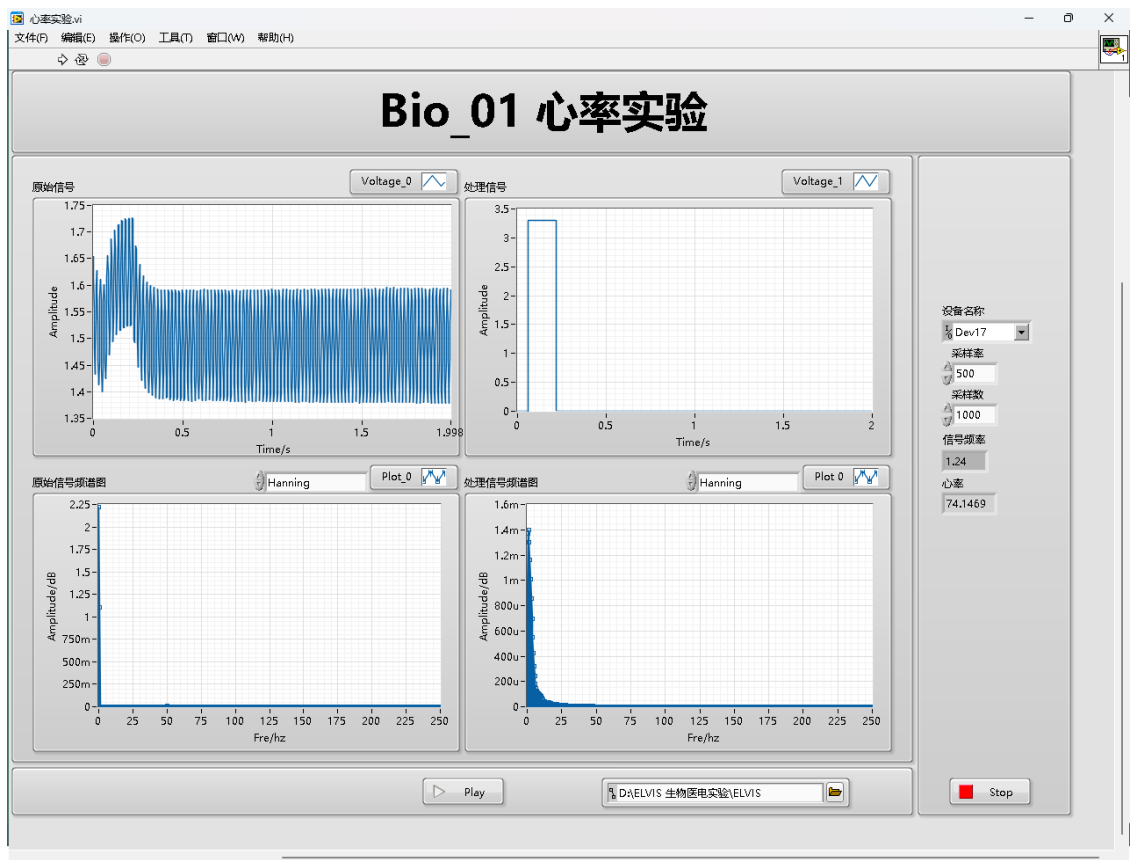 心率实验.vi
文件(F) 编辑(E) 操作(O) 工具(T) 窗口(W) 帮助(H)
1
Bio_01 心率实验
原始信号
Voltage_0
1.75
1.7
1.65
1.6
1.55
1.5
1.45
1.4
1.35
Amplitude
0 0.5 1 1.5 1.998
Time/s
处理信号
Voltage_1
3.5
3
2.5
2
1.5
1
0.5
0
Amplitude
0 0.5 1 1.5 2
Time/s
原始信号频谱图
Hanning
Plot_0
2.25
2
1.75
1.5
1.25
1
750m
500m
250m
0
Amplitude/dB
0 25 50 75 100 125 150 175 200 225 250
Fre/hz
处理信号频谱图
Hanning
Plot 0
1.6m
1.4m
1.2m
1m
800u
600u
400u
200u
0
Amplitude/dB
0 25 50 75 100 125 150 175 200 225 250
Fre/hz
设备名称
Dev17
采样率
500
采样数
1000
信号频率
1.24
心率
74.1469
Play
D:\ELVIS 生物医电实验\ELVIS
Stop